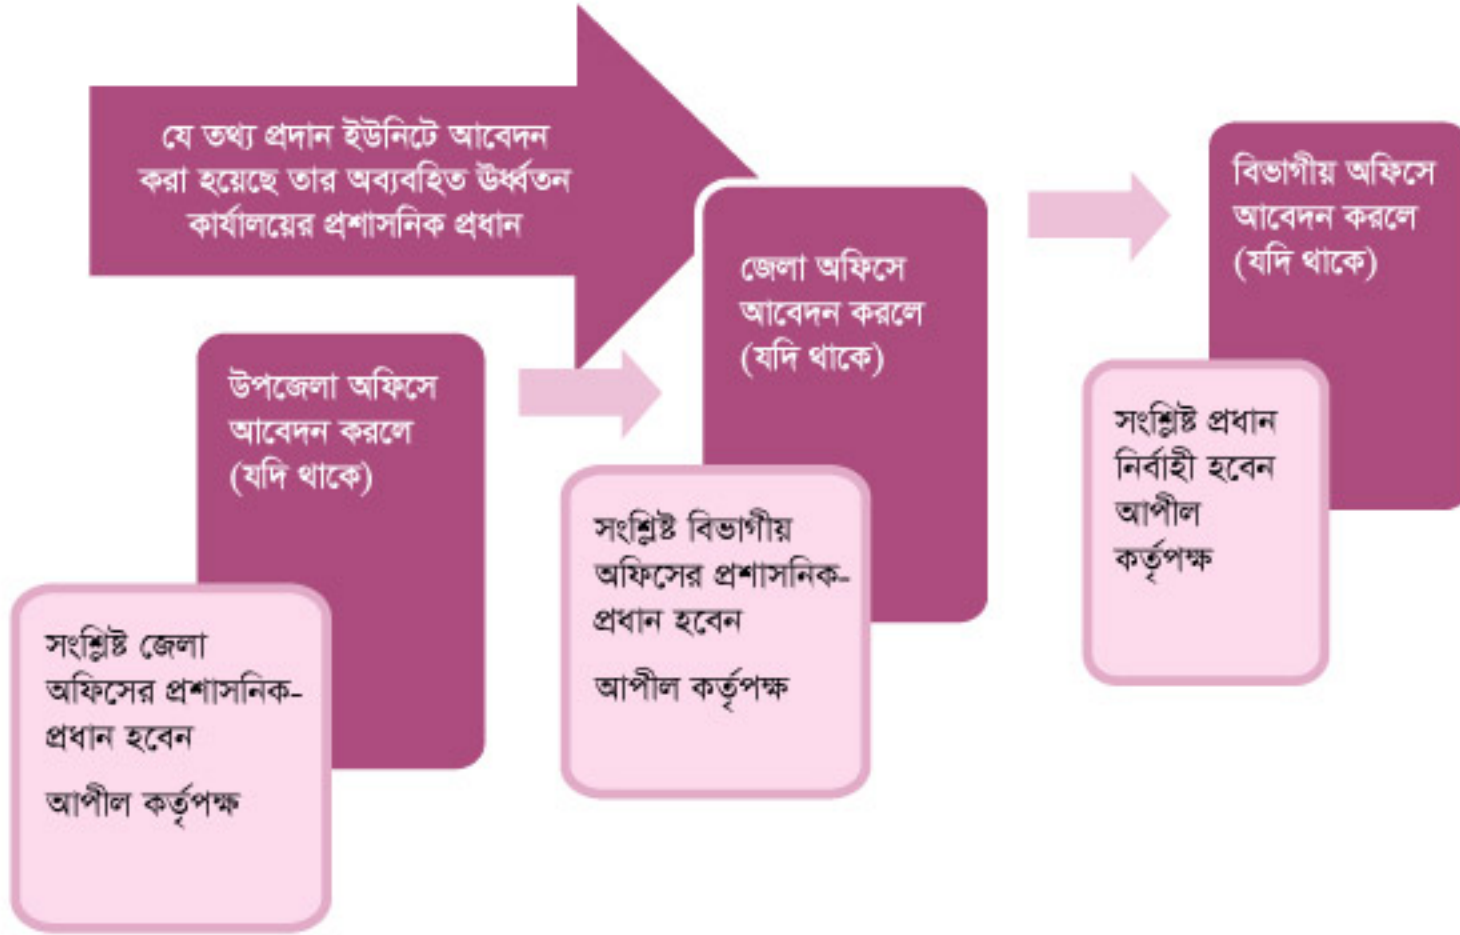 যে তথ্য প্রদান ইউনিটে আবেদন
করা হয়েছে তার অব্যবহিত ঊর্ধ্বতন
কার্যালয়ের প্রশাসনিক প্রধান
উপজেলা অফিসে
আবেদন করলে
(যদি থাকে)
সংশ্লিষ্ট জেলা
অফিসের প্রশাসনিক-
প্রধান হবেন
আপীল কর্তৃপক্ষ
জেলা অফিসে
আবেদন করলে
(যদি থাকে)
সংশ্লিষ্ট বিভাগীয়
অফিসের প্রশাসনিক-
প্রধান হবেন
আপীল কর্তৃপক্ষ
বিভাগীয় অফিসে
আবেদন করলে
(যদি থাকে)
সংশ্লিষ্ট প্রধান
নির্বাহী হবেন
আপীল
কর্তৃপক্ষ